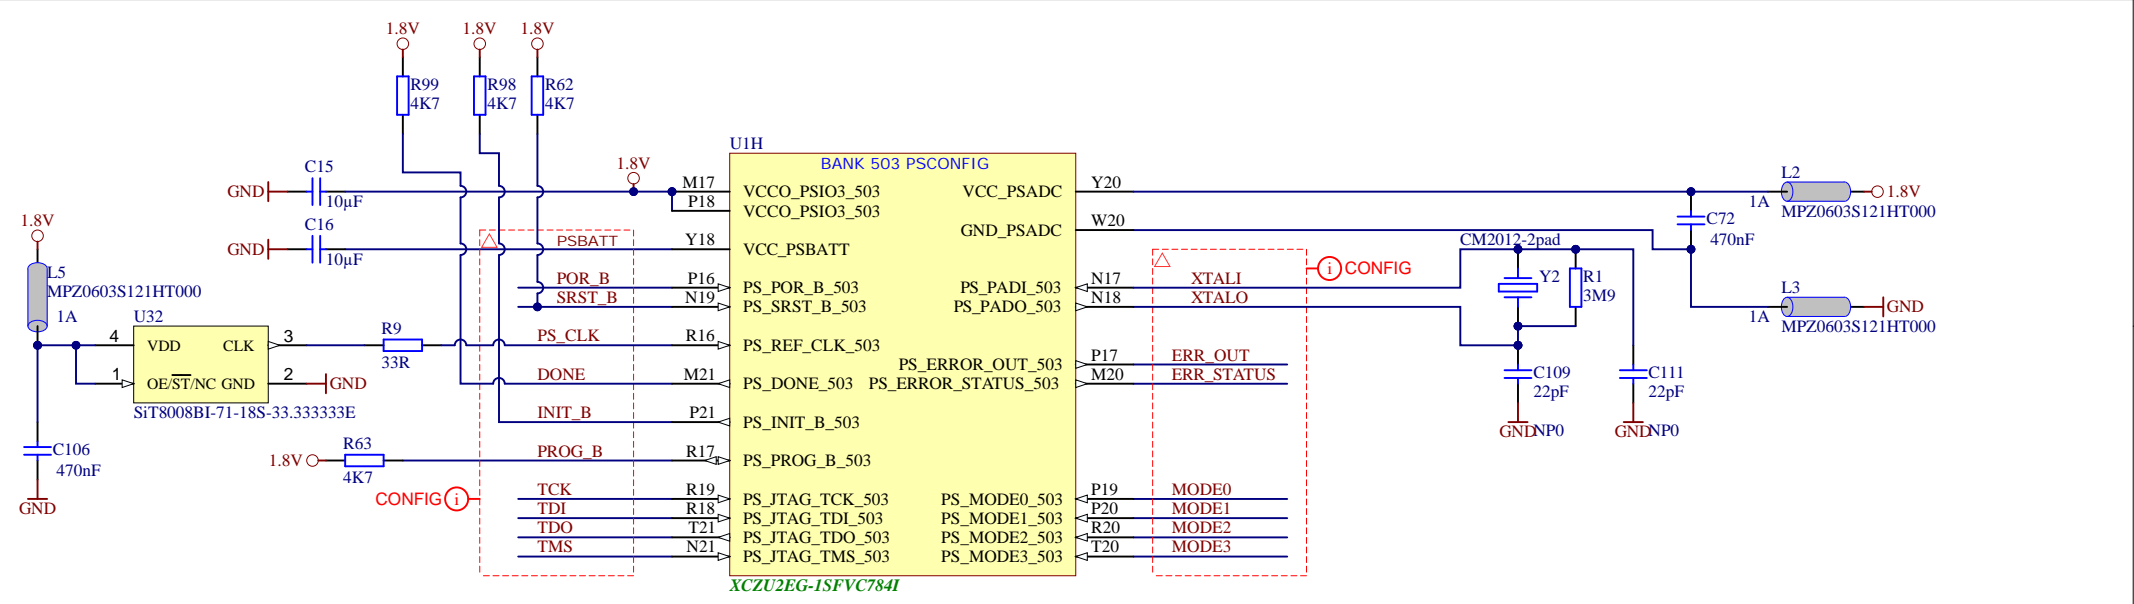 1.8V 1.8V 1.8V
R99 R98 R62
4K7 4K7 4K7
U1H
BANK 503 PSCONFIG
C15 1.8V
GND 10µF M17 VCCO_PSIO3_503 VCC_PSADC Y20
P18 VCCO_PSIO3_503
L2
1A 1.8V
MPZ0603S121HT000
C72
470nF
1.8V
C16 PSBATT
GND 10µF Y18 VCC_PSBATT GND_PSADC W20
CM2012-2pad
CONFIG
L5
MPZ0603S121HT000
1A
POR_B P16 PS_POR_B_503 PS_PADI_503 N17 XTALI
SRST_B N19 PS_SRST_B_503 PS_PADO_503 N18 XTALO
Y2 R1
3M9
L3
1A GND
MPZ0603S121HT000
U32
4 VDD CLK 3
1 OE/ST/NC GND 2 GND
SiT8008BI-71-18S-33.333333E
R9
33R
PS_CLK R16 PS_REF_CLK_503
PS_ERROR_OUT_503 P17 ERR_OUT
DONE M21 PS_DONE_503 PS_ERROR_STATUS_503 M20 ERR_STATUS
C109 C111
22pF 22pF
GND NP0 GND NP0
INIT_B P21 PS_INIT_B_503
C106
470nF
GND
R63
1.8V 4K7
PROG_B R17 PS_PROG_B_503
CONFIG
TCK R19 PS_JTAG_TCK_503 PS_MODE0_503 P19 MODE0
TDI R18 PS_JTAG_TDI_503 PS_MODE1_503 P20 MODE1
TDO T21 PS_JTAG_TDO_503 PS_MODE2_503 R20 MODE2
TMS N21 PS_JTAG_TMS_503 PS_MODE3_503 T20 MODE3
XCZU2EG-1SFVC784I